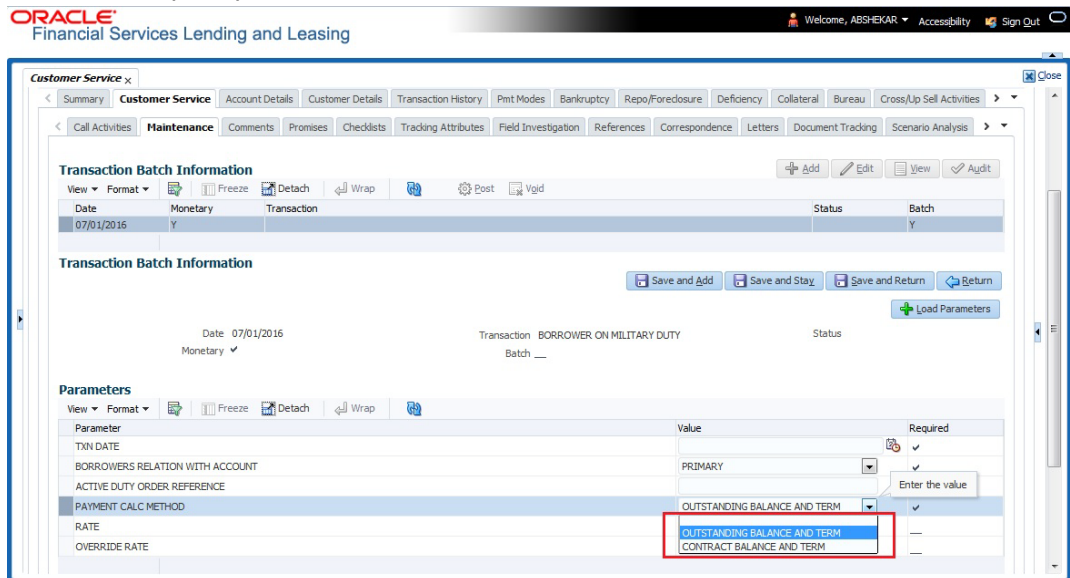 ORACLE
Financial Services Lending and Leasing
Welcome, ABSHEKAR Accessibility Sign Out
Customer Service x
Close
Summary Customer Service Account Details Customer Details Transaction History Pmt Modes Bankruptcy Repo/Foreclosure Deficiency Collateral Bureau Cross/Up Sell Activities
Call Activities Maintenance Comments Promises Checklists Tracking Attributes Field Investigation References Correspondence Letters Document Tracking Scenario Analysis
Transaction Batch Information
Add Edit View Audit
View Format Freeze Detach Wrap Post Void
Date Monetary Transaction Status Batch
07/01/2016 Y Y
Transaction Batch Information
Save and Add Save and Stay Save and Return Return
Load Parameters
Date 07/01/2016 Transaction BORROWER ON MILITARY DUTY Status
Monetary Batch
Parameters
View Format Freeze Detach Wrap
Parameter Value Required
TXN DATE
BORROWERS RELATION WITH ACCOUNT PRIMARY
ACTIVE DUTY ORDER REFERENCE Enter the value
PAYMENT CALC METHOD OUTSTANDING BALANCE AND TERM
RATE OUTSTANDING BALANCE AND TERM
OVERRIDE RATE CONTRACT BALANCE AND TERM